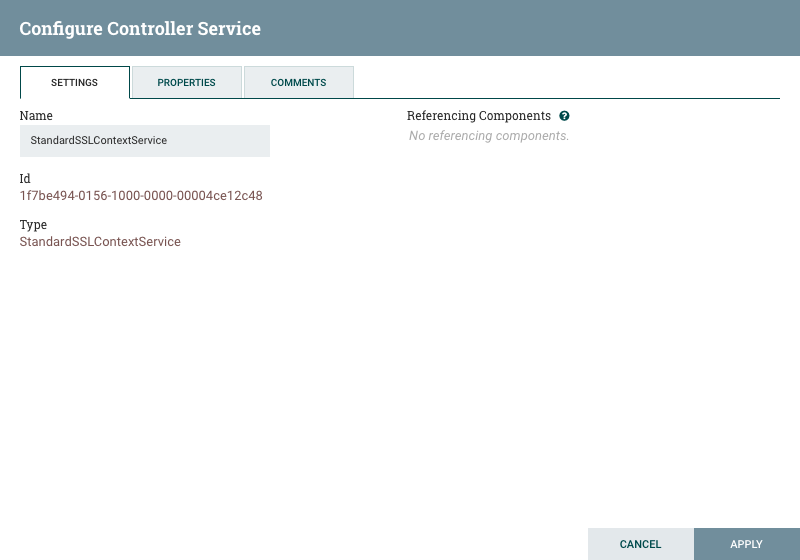 Configure Controller Service
SETTINGS
PROPERTIES
COMMENTS
Name
StandardSSLContextService
Id
1f7be494-0156-1000-0000-00004ce12c48
Type
StandardSSLContextService
Referencing Components ?
No referencing components.
CANCEL
APPLY